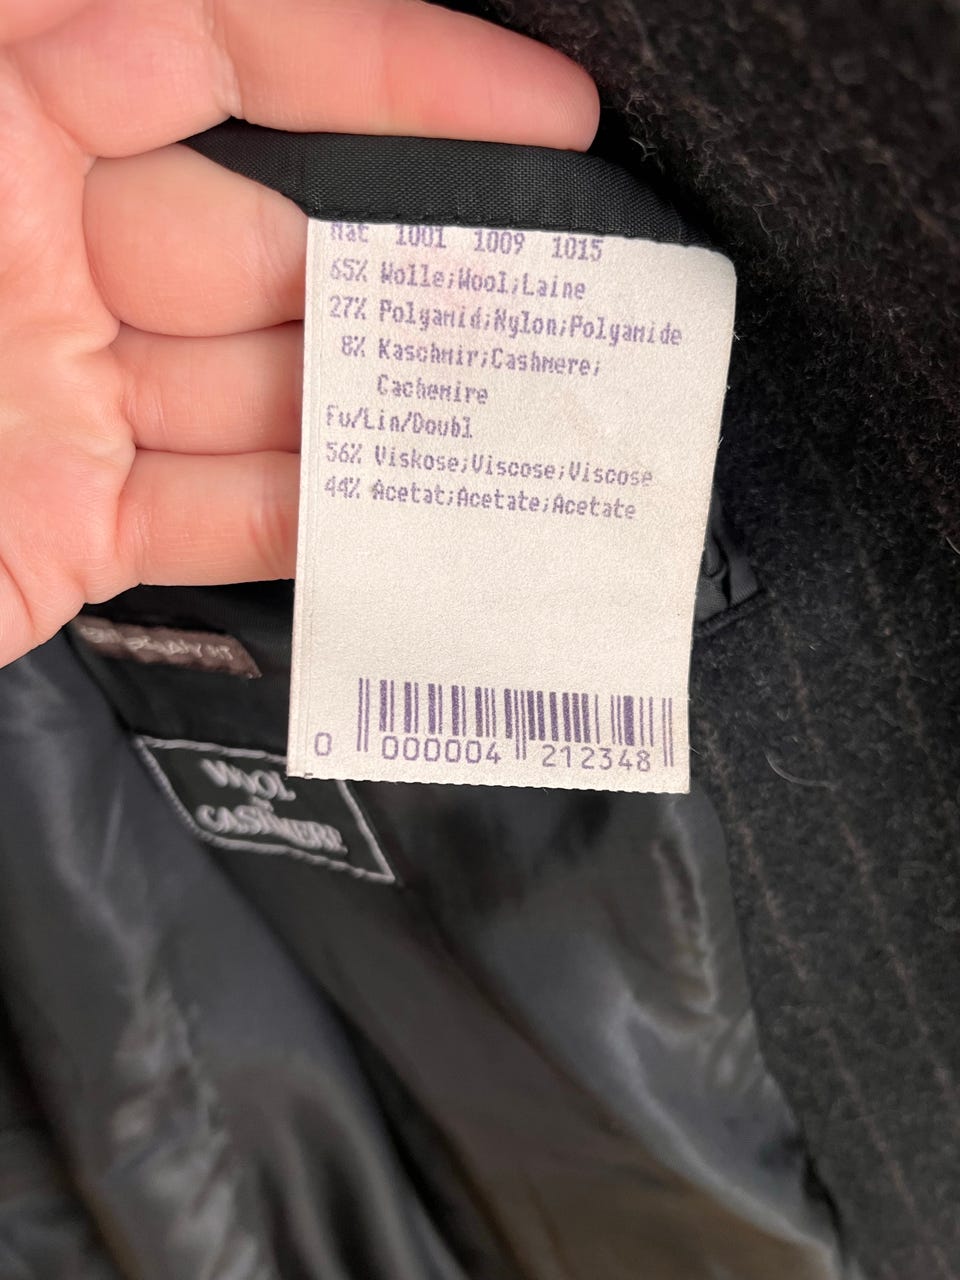 Mat 1001 1009 1015
65% Wolle;Wool;Laine
27% Polyamid;Nylon;Polyamide
8% Kaschmir;Cashmere;
Cachemire
Fu/Lin/Doubl
56% Viskose;Viscose;Viscose
44% Acetat;Acetate;Acetate
0 000004 212348
WOOL
CASHMERE